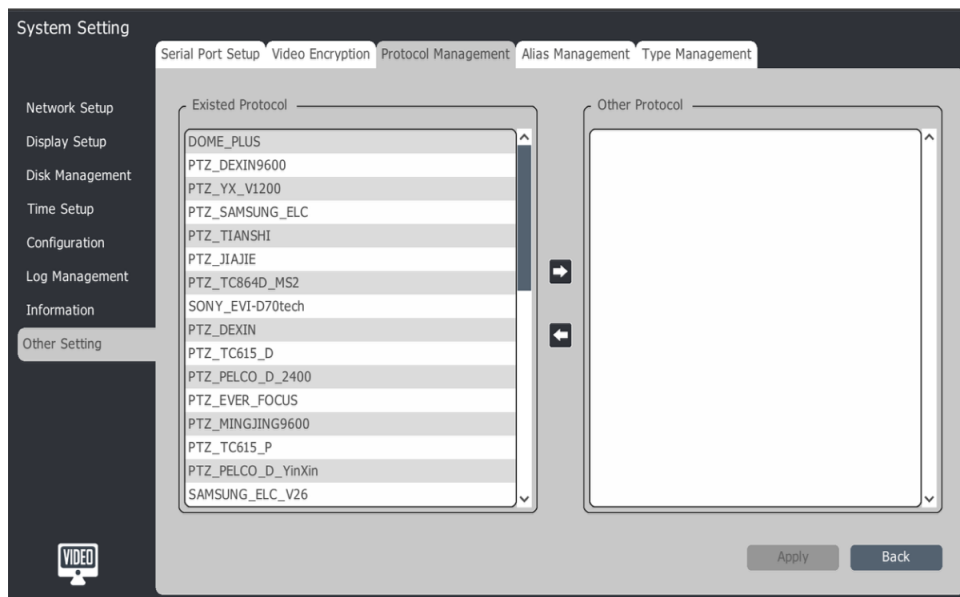 System Setting
Serial Port Setup Video Encryption Protocol Management Alias Management Type Management
Network Setup
Display Setup
Disk Management
Time Setup
Configuration
Log Management
Information
Other Setting
Existed Protocol
DOME_PLUS
PTZ_DEXIN9600
PTZ_YX_V1200
PTZ_SAMSUNG_ELC
PTZ_TIANSHI
PTZ_JIAJIE
PTZ_TC864D_MS2
SONY_EVI-D70tech
PTZ_DEXIN
PTZ_TC615_D
PTZ_PELCO_D_2400
PTZ_EVER_FOCUS
PTZ_MINGJING9600
PTZ_TC615_P
PTZ_PELCO_D_YinXin
SAMSUNG_ELC_V26
Other Protocol
VIDEO
Apply Back